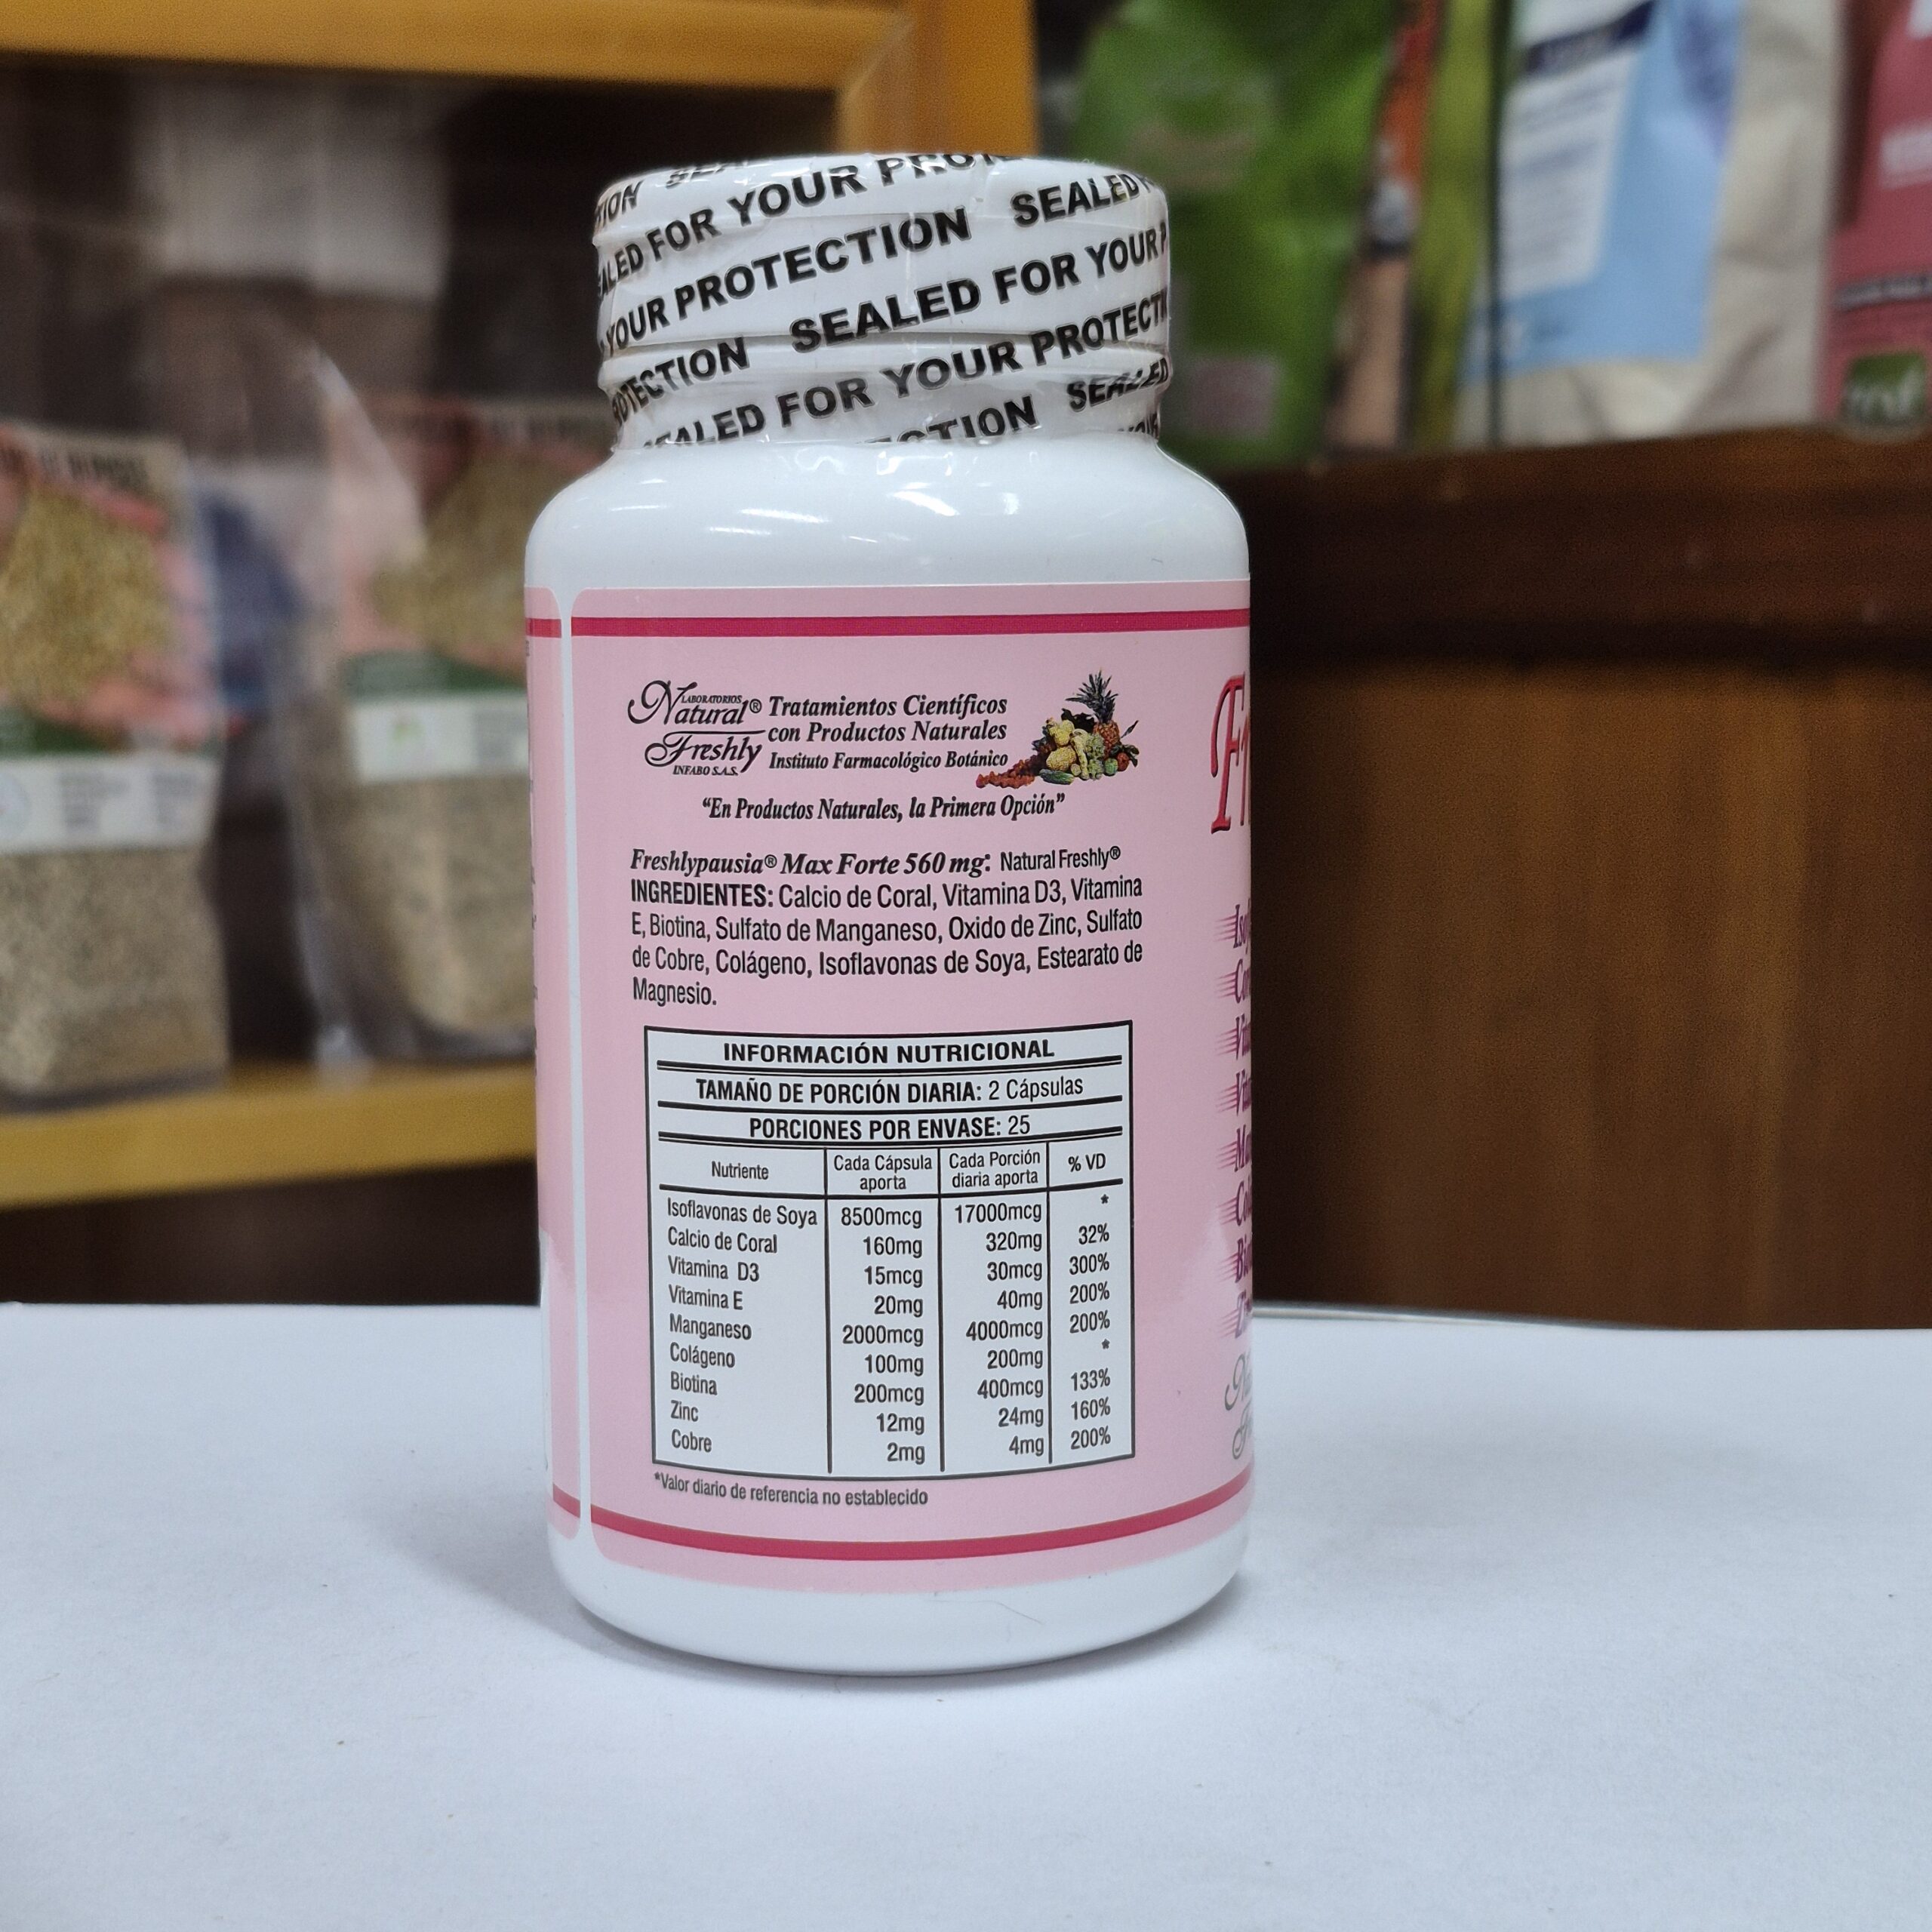 SEALED FOR YOUR PROTECTION
YOUR PROTECTION SEALED
PROTECTION SEALED FOR YOUR
SEALED FOR YOUR PROTECTION
SEALED
LABORATORIOS
Natural® Freshly
INFABO S.A.S.
Tratamientos Científicos
con Productos Naturales
Instituto Farmacológico Botánico
“En Productos Naturales, la Primera Opción”
Freshlypausia® Max Forte 560 mg: Natural Freshly®
INGREDIENTES: Calcio de Coral, Vitamina D3, Vitamina
E, Biotina, Sulfato de Manganeso, Oxido de Zinc, Sulfato
de Cobre, Colágeno, Isoflavonas de Soya, Estearato de
Magnesio.
INFORMACIÓN NUTRICIONAL
TAMAÑO DE PORCIÓN DIARIA: 2 Cápsulas
PORCIONES POR ENVASE: 25
Nutriente Cada Cápsula aporta Cada Porción diaria aporta % VD
Isoflavonas de Soya 8500mcg 17000mcg *
Calcio de Coral 160mg 320mg 32%
Vitamina D3 15mcg 30mcg 300%
Vitamina E 20mg 40mg 200%
Manganeso 2000mcg 4000mcg 200%
Colágeno 100mg 200mg *
Biotina 200mcg 400mcg 133%
Zinc 12mg 24mg 160%
Cobre 2mg 4mg 200%
*Valor diario de referencia no establecido